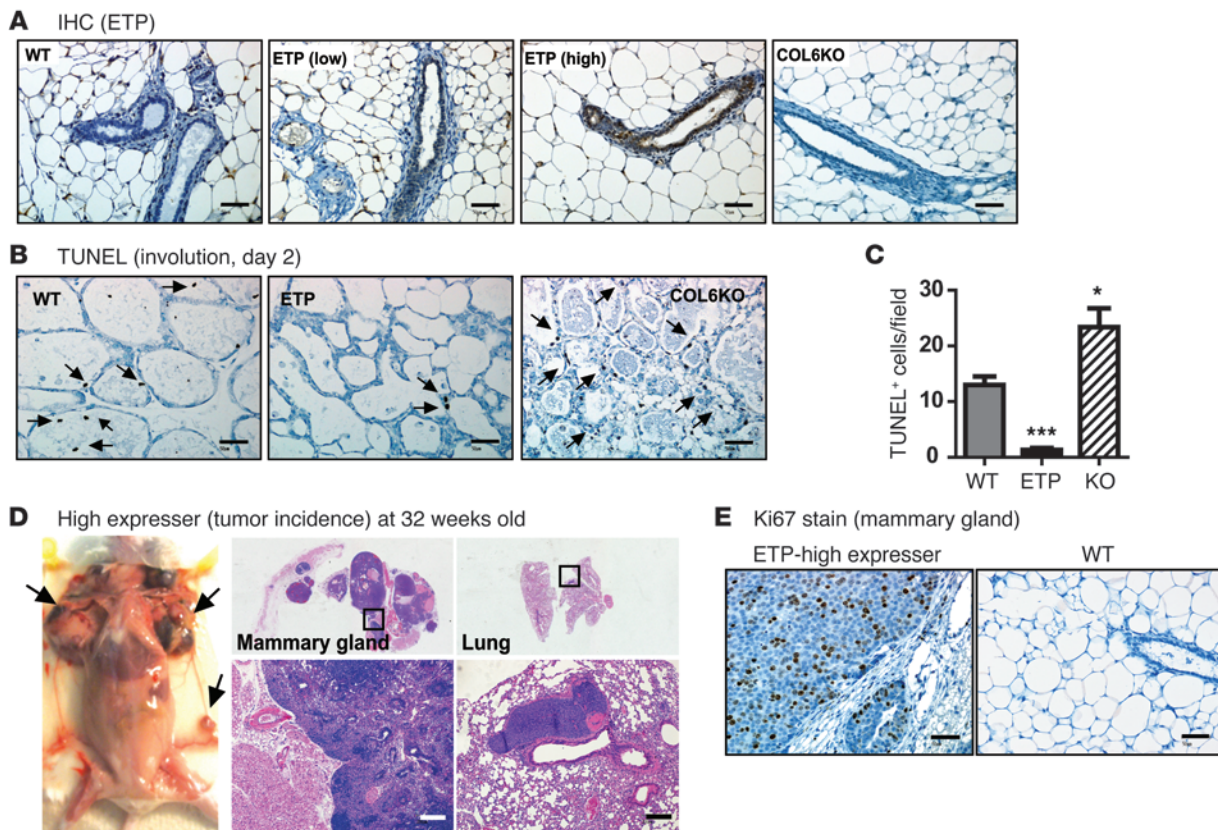 A IHC (ETP)
WT
ETP (low)
ETP (high)
COL6KO
B TUNEL (involution, day 2)
WT
ETP
COL6KO
C
TUNEL+ cells/field
30
20
10
0
*
***
WT ETP KO
D High expresser (tumor incidence) at 32 weeks old
Mammary gland
Lung
E Ki67 stain (mammary gland)
ETP-high expresser WT